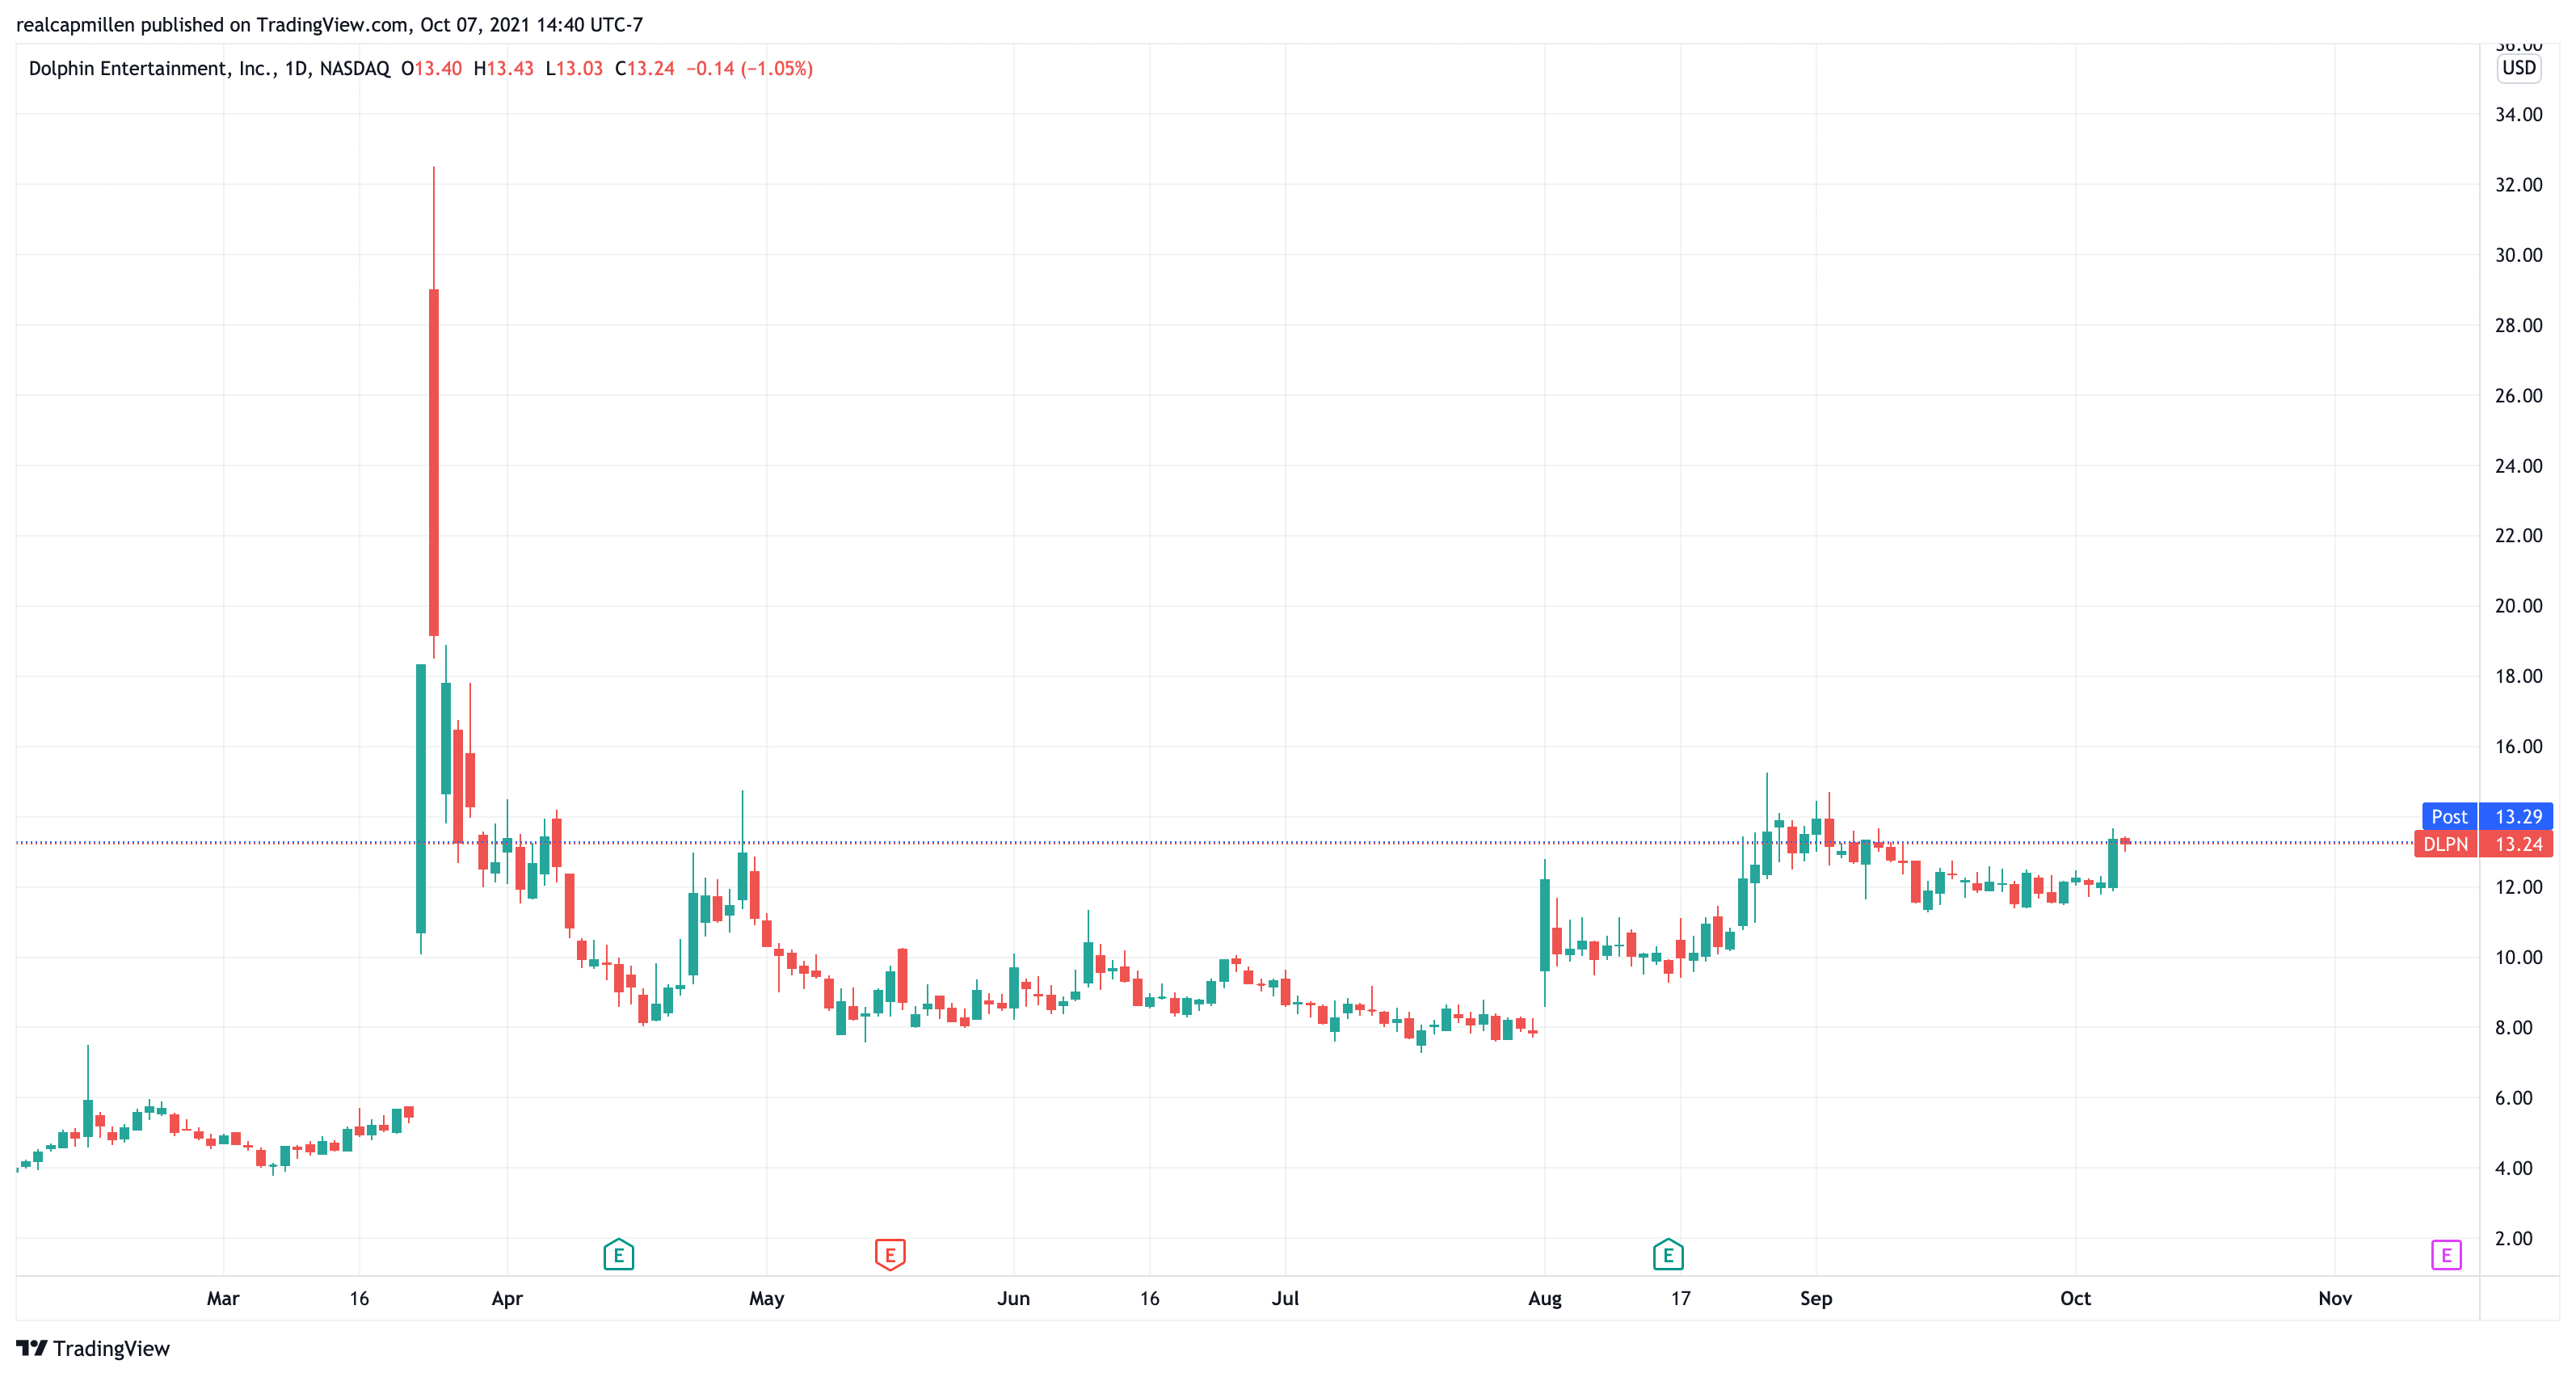 realcapmillen published on TradingView.com, Oct 07, 2021 14:40 UTC-7
Dolphin Entertainment, Inc., 1D, NASDAQ O13.40 H13.43 L13.03 C13.24 −0.14 (−1.05%)
36.00
USD
34.00
32.00
30.00
28.00
26.00
24.00
22.00
20.00
18.00
16.00
Post 13.29
DLPN 13.24
12.00
10.00
8.00
6.00
4.00
2.00
E E E E
Mar 16 Apr May Jun 16 Jul Aug 17 Sep Oct Nov
TradingView